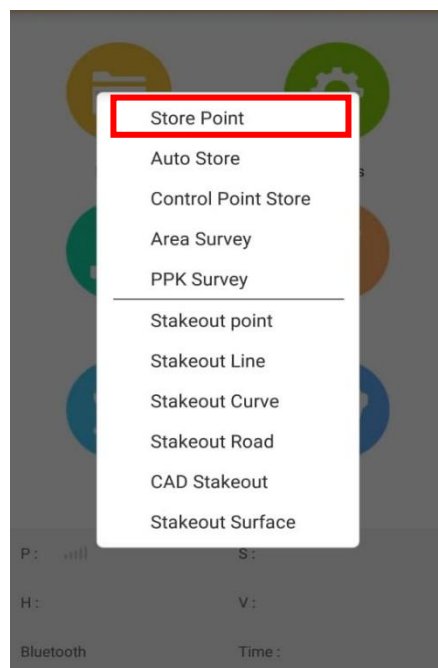 Store Point
Auto Store
Control Point Store
Area Survey
PPK Survey
Stakeout point
Stakeout Line
Stakeout Curve
Stakeout Road
CAD Stakeout
Stakeout Surface
P : S :
H : V :
Bluetooth Time :